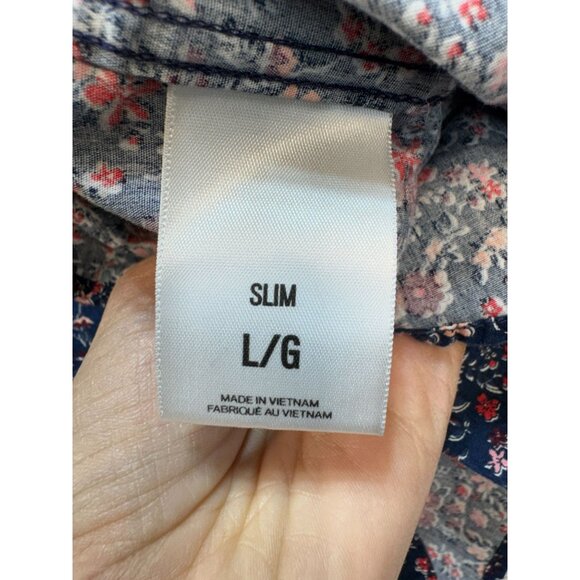 SLIM
L/G
MADE IN VIETNAM
FABRIQUÉ AU VIETNAM